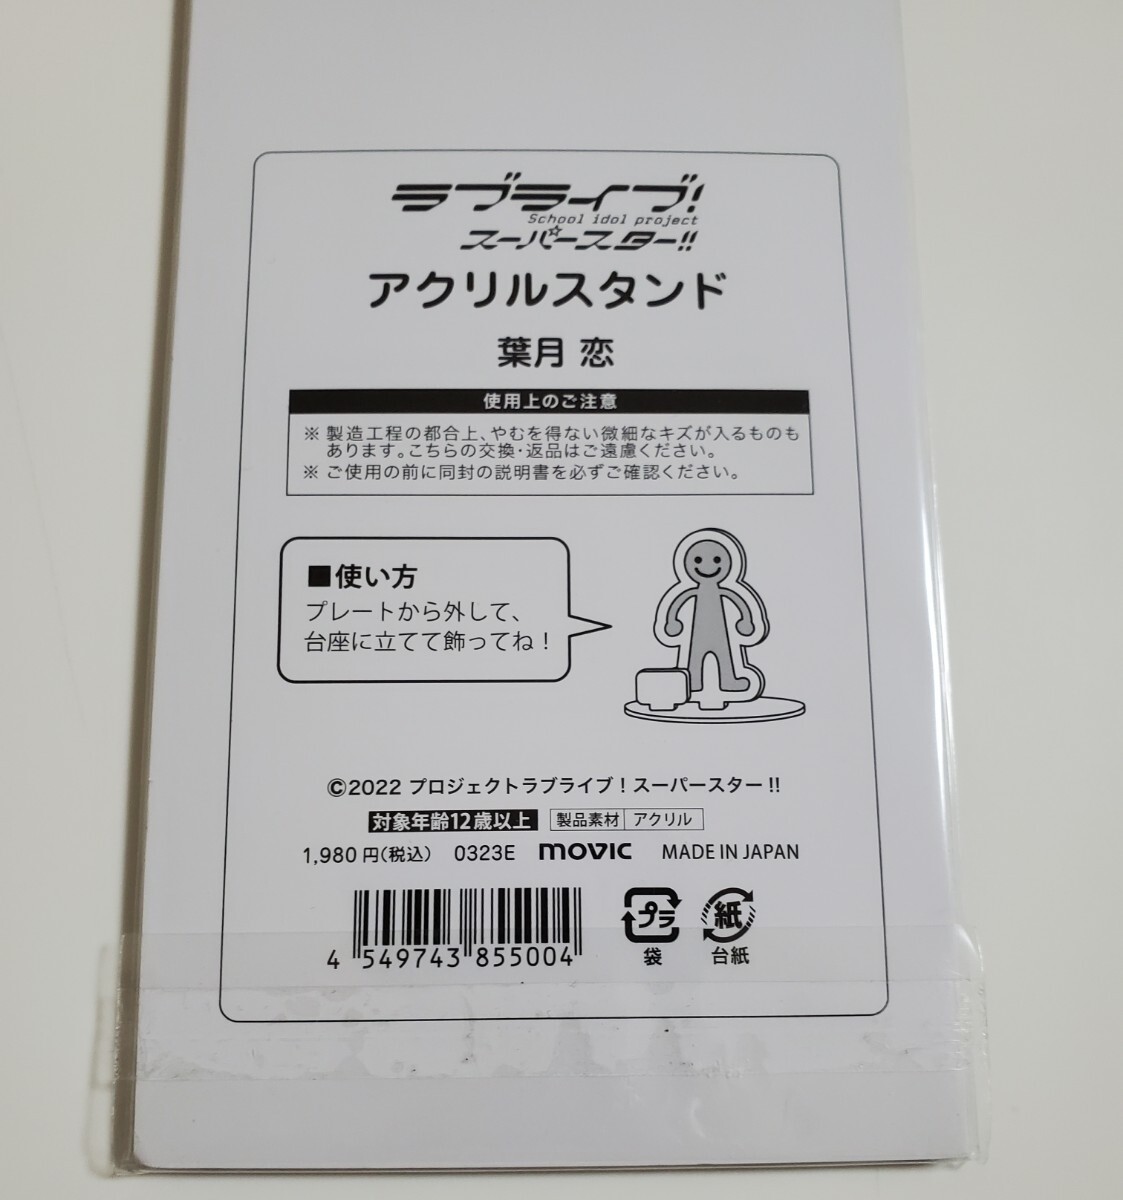 ラブライブ!
School idol project
スーパースター!!
アクリルスタンド
葉月 恋
使用上のご注意
※ 製造工程の都合上、やむを得ない微細なキズが入るものも
あります。こちらの交換・返品はご遠慮ください。
※ ご使用の前に同封の説明書を必ずご確認ください。
■使い方
プレートから外して、
台座に立てて飾ってね！
©2022 プロジェクトラブライブ！スーパースター!!
対象年齢12歳以上 製品素材 アクリル
1,980円(税込) 0323E movic MADE IN JAPAN
4 549743 855004
プラ 紙
袋 台紙